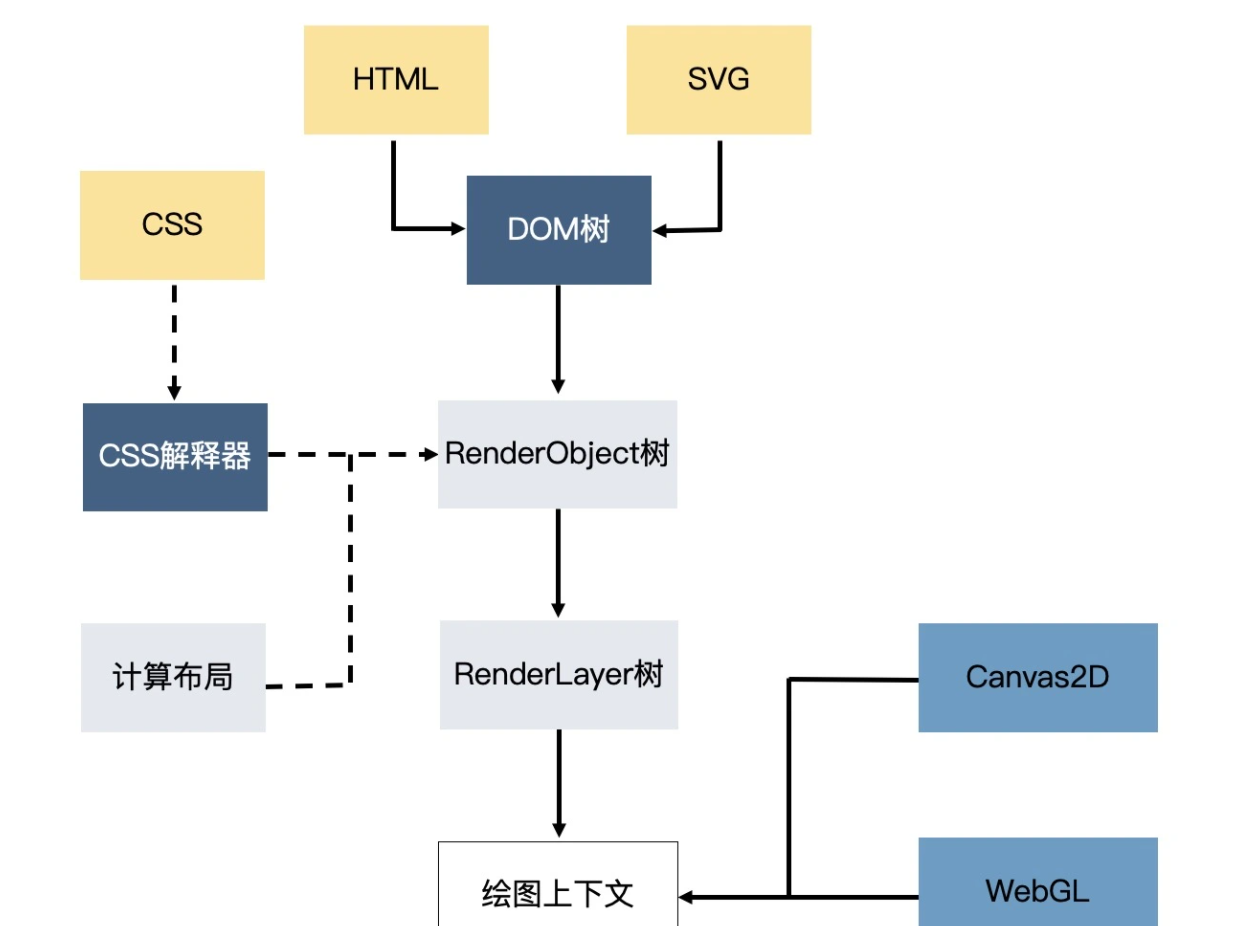 HTML
SVG
CSS
DOM树
CSS解释器
RenderObject树
计算布局
RenderLayer树
Canvas2D
绘图上下文
WebGL